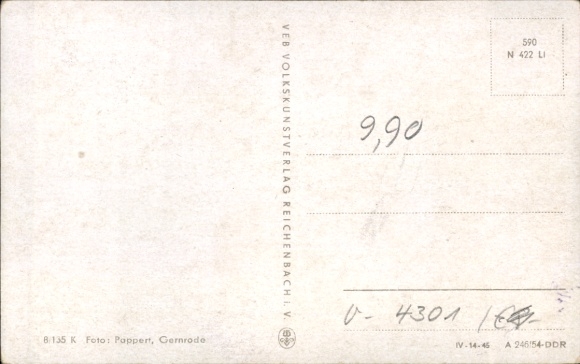 590
N 422 LI
VEB VOLKSKUNSTVERLAG REICHENBACH i. V.
9,90
V - 4301
8 135 K Foto: Poppert, Gernrode
IV-14-45 A 246/54-DDR